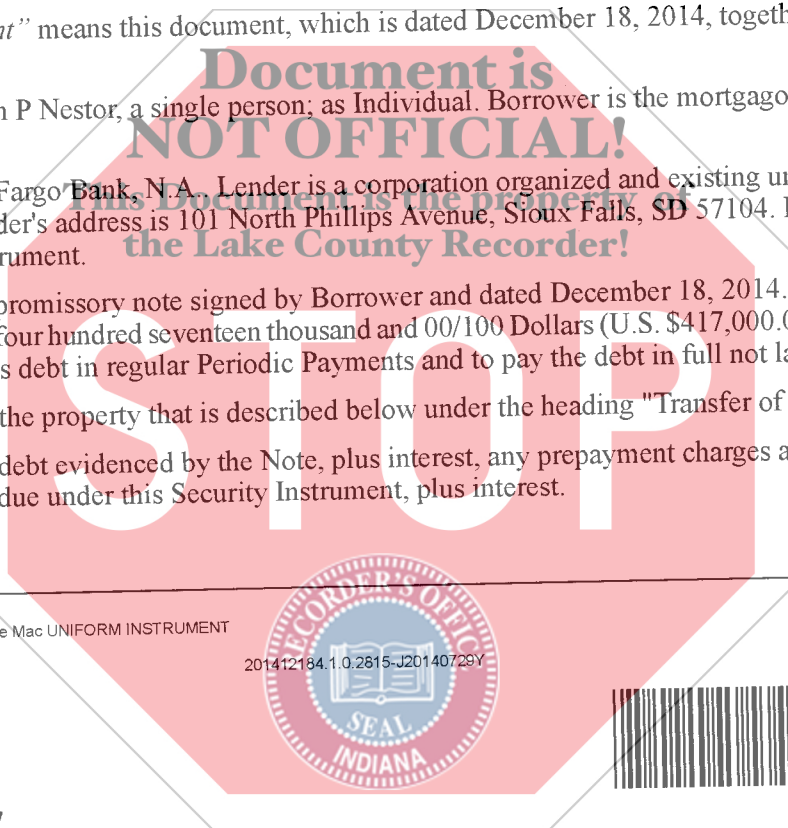 nt” means this document, which is dated December 18, 2014, togeth
Document is
n P Nestor, a single person; as Individual. Borrower is the mortgago
NOT OFFICIAL!
Fargo Bank, N.A.. Lender is a corporation organized and existing un
This Document is the property of
der's address is 101 North Phillips Avenue, Sioux Falls, SD 57104. 
the Lake County Recorder!
rument.
promissory note signed by Borrower and dated December 18, 2014.
four hundred seventeen thousand and 00/100 Dollars (U.S. $417,000.0
s debt in regular Periodic Payments and to pay the debt in full not la
STOP
the property that is described below under the heading "Transfer of
debt evidenced by the Note, plus interest, any prepayment charges a
due under this Security Instrument, plus interest.
e Mac UNIFORM INSTRUMENT
RECORDER'S OFFICE
201412184.1.0.2815-J20140729Y
SEAL
INDIANA